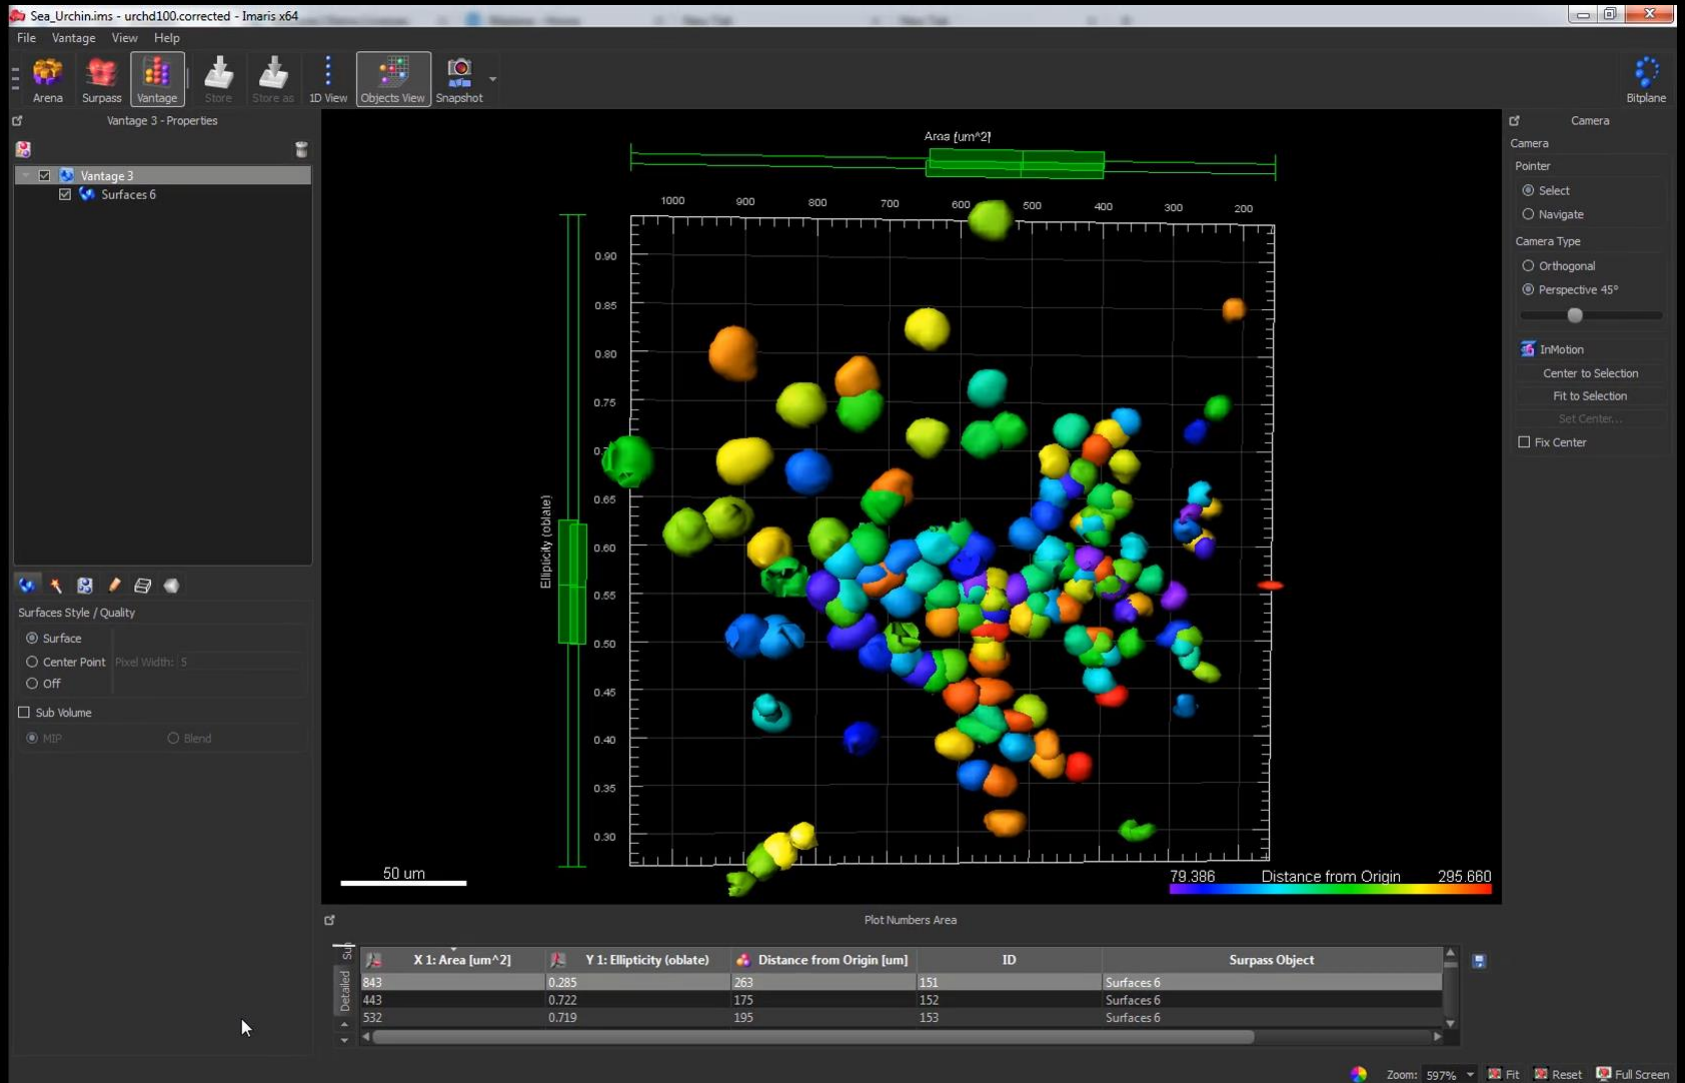 Sea_Urchin.ims - urchd100.corrected - Imaris x64
File Vantage View Help
Arena Surpass Vantage Store Store as 1D View Objects View Snapshot Bitplane
Vantage 3 - Properties
Vantage 3
Surfaces 6
Surfaces Style / Quality
Surface
Center Point Pixel Width: 5
Off
Sub Volume
MIP Blend
Area [um^2]
1000 900 800 700 600 500 400 300 200
Ellipticity (oblate)
0.90
0.85
0.80
0.75
0.65
0.60
0.55
0.50
0.45
0.40
0.35
0.30
50 um
79.386 Distance from Origin 295.660
Camera
Camera
Pointer
Select
Navigate
Camera Type
Orthogonal
Perspective 45°
InMotion
Center to Selection
Fit to Selection
Set Center...
Fix Center
Plot Numbers Area
Detailed
X 1: Area [um^2] Y 1: Ellipticity (oblate) Distance from Origin [um] ID Surpass Object
843 0.285 263 151 Surfaces 6
443 0.722 175 152 Surfaces 6
532 0.719 195 153 Surfaces 6
Zoom: 597% Fit Reset Full Screen